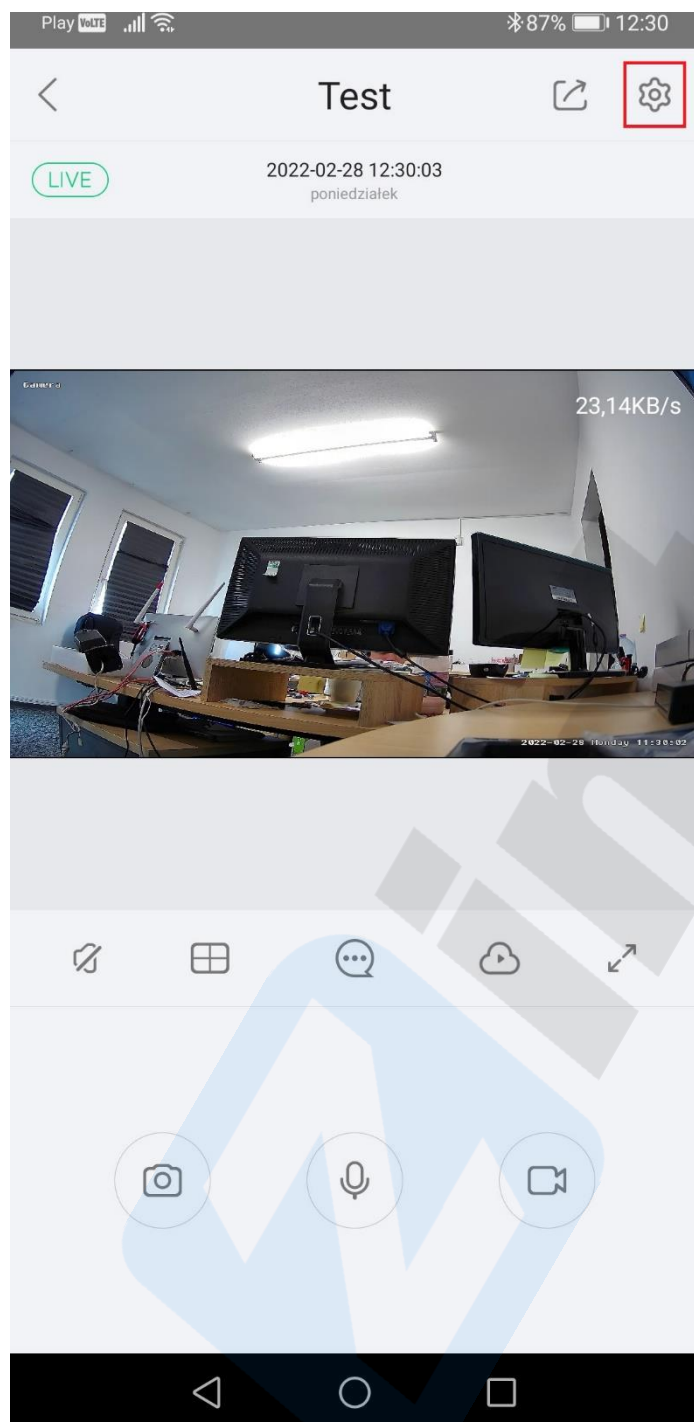 Play VoLTE 87% 12:30
Test
LIVE
2022-02-28 12:30:03
poniedziałek
Camera
23,14KB/s
2022-02-28 Monday 11:30:02